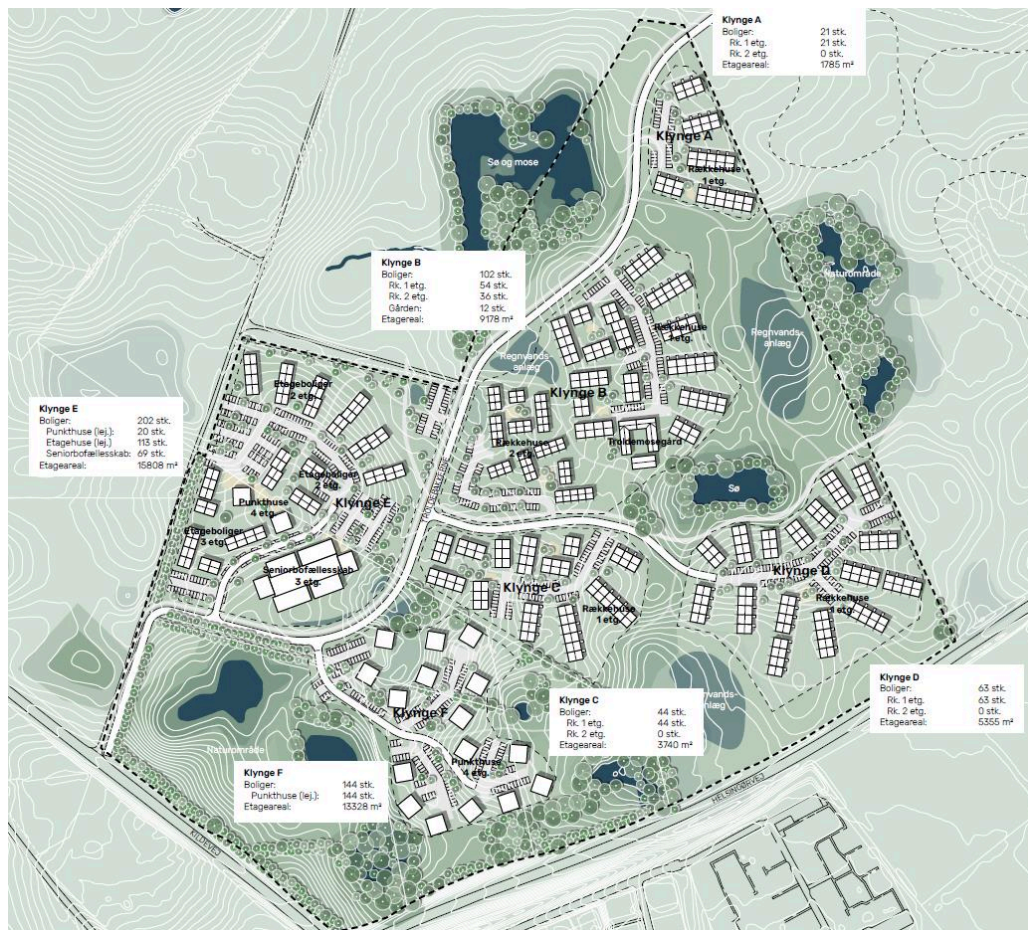 Klynge A
Boliger: 21 stk.
Rk. 1 etg. 21 stk.
Rk. 2 etg. 0 stk.
Etageareal: 1785 m²
Klynge A
Rækkehuse
1 etg.
Sø og mose
Naturområde
Klynge B
Boliger: 102 stk.
Rk. 1 etg. 54 stk.
Rk. 2 etg. 36 stk.
Gården: 12 stk.
Etagereal: 9178 m²
Regnvands-
anlæg
Rækkehuse
1 etg.
Regnvands-
anlæg
Klynge B
Troldemosegård
Rækkehuse
2 etg.
Sø
Klynge E
Boliger: 202 stk.
Punkthuse (lej.): 20 stk.
Etagehuse (lej.) 113 stk.
Seniorbofællesskab: 69 stk.
Etageareal: 15808 m²
Etageboliger
2 etg.
Etageboliger
2 etg.
Punkthuse
4 etg.
Klynge E
Etageboliger
3 etg.
Seniorbofællesskab
3 etg.
Klynge C
Rækkehuse
1 etg.
Klynge D
Rækkehuse
1 etg.
Klynge D
Boliger: 63 stk.
Rk. 1 etg. 63 stk.
Rk. 2 etg. 0 stk.
Etageareal: 5355 m²
Klynge C
Boliger: 44 stk.
Rk. 1 etg. 44 stk.
Rk. 2 etg. 0 stk.
Etageareal: 3740 m²
anlæg
Klynge F
Punkthuse
4 etg.
Naturområde
Klynge F
Boliger: 144 stk.
Punkthuse (lej.): 144 stk.
Etageareal: 13328 m²
KILDEVEJ
HELSINGØRVEJ